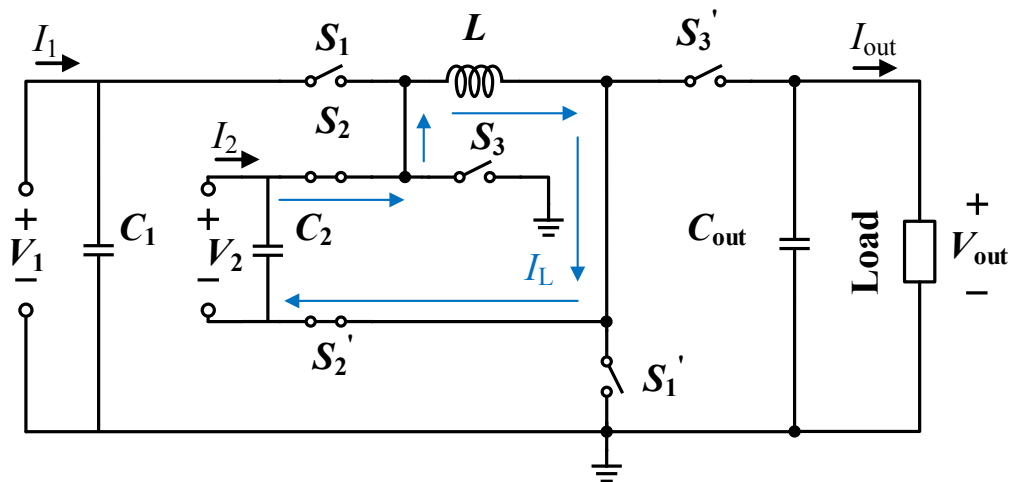 I1
S1
L
S3'
Iout
S2
I2
S3
+
V1
−
C1
+
V2
−
C2
IL
Cout
Load
+
Vout
−
S2'
S1'